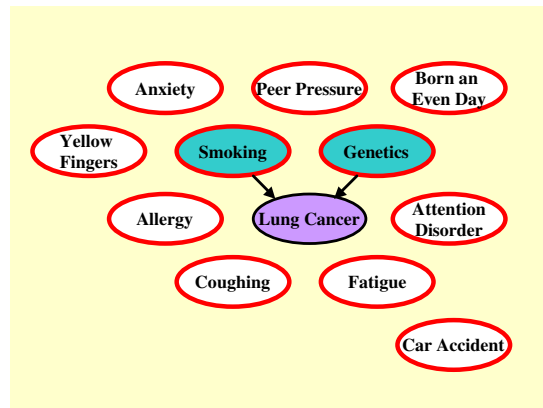 Anxiety
Peer Pressure
Born an
Even Day
Yellow
Fingers
Smoking
Genetics
Allergy
Lung Cancer
Attention
Disorder
Coughing
Fatigue
Car Accident